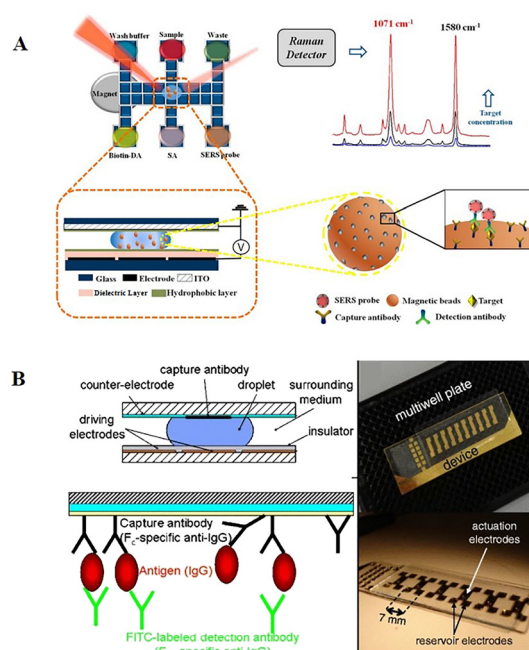 A
Wash buffer
Sample
Waste
Magnet
Biotin-DA
SA
SERS probe
Raman
Detector
1071 cm-1
1580 cm-1
Target
concentration
V
Glass
Electrode
ITO
Dielectric Layer
Hydrophobic layer
SERS probe
Magnetic beads
Target
Capture antibody
Detection antibody
B
capture antibody
counter-electrode
droplet
surrounding
medium
driving
electrodes
insulator
Capture antibody
(FC-specific anti-IgG)
Antigen (IgG)
FITC-labeled detection antibody
specific anti-IgG)
multiwell plate
device
actuation
electrodes
7 mm
reservoir electrodes